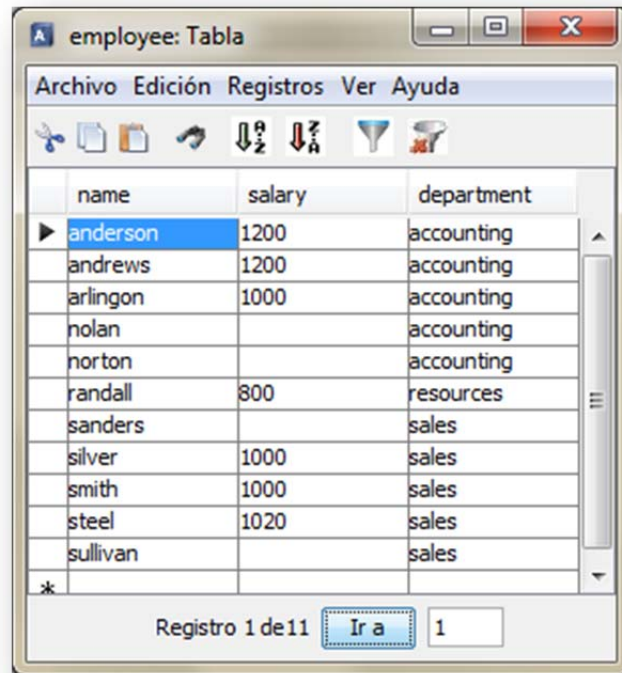 employee: Tabla
Archivo Edición Registros Ver Ayuda
name salary department
anderson 1200 accounting
andrews 1200 accounting
arlingon 1000 accounting
nolan accounting
norton accounting
randall 800 resources
sanders sales
silver 1000 sales
smith 1000 sales
steel 1020 sales
sullivan sales
*
Registro 1 de 11 Ir a 1